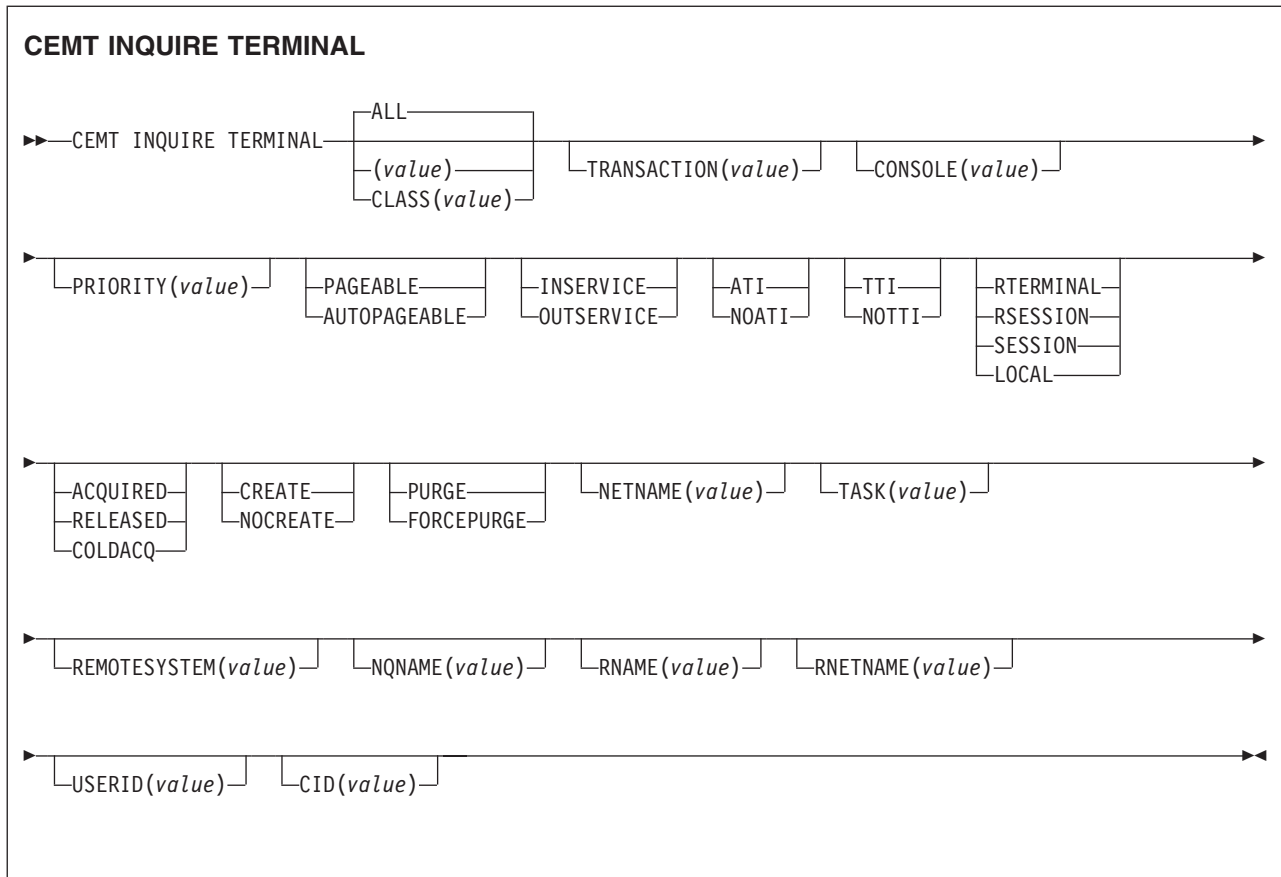 CEMT INQUIRE TERMINAL
ALL
CEMT INQUIRE TERMINAL
(value) TRANSACTION(value) CONSOLE(value)
CLASS(value)
PRIORITY(value) PAGEABLE INSERVICE ATI TTI RTERMINAL
AUTOPAGEABLE OUTSERVICE NOATI NOTTI RSESSION
SESSION
LOCAL
ACQUIRED CREATE PURGE NETNAME(value) TASK(value)
RELEASED NOCREATE FORCEPURGE
COLDACQ
REMOTESYSTEM(value) NQNAME(value) RNAME(value) RNETNAME(value)
USERID(value) CID(value)